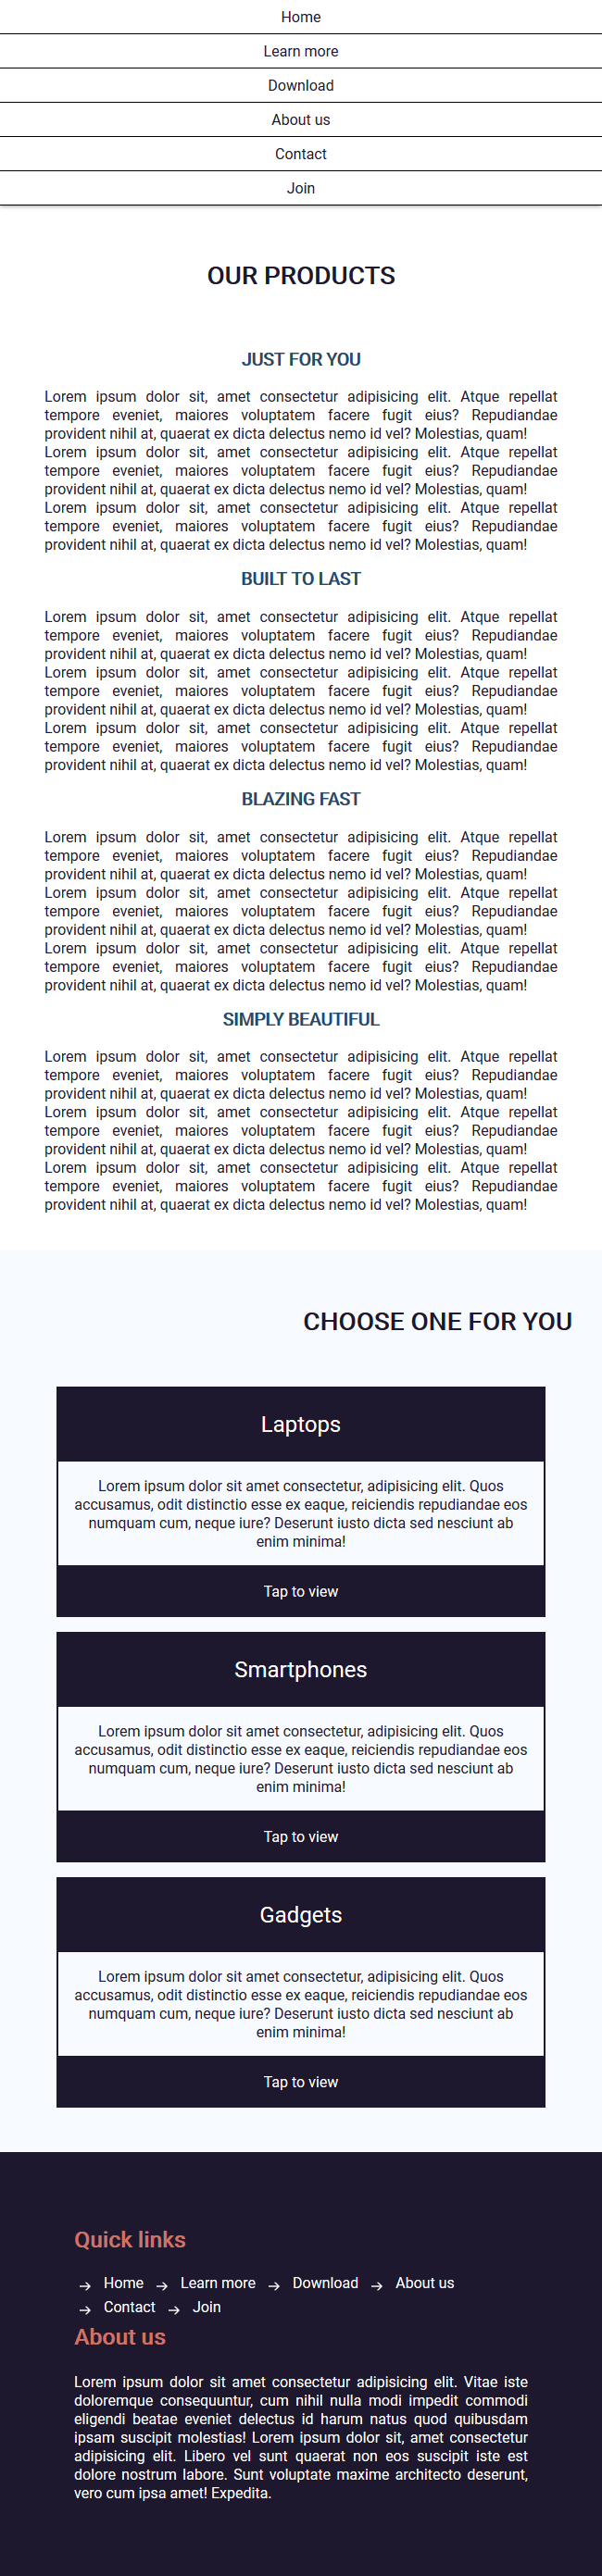 Home
Learn more
Download
About us
Contact
Join
OUR PRODUCTS
JUST FOR YOU
Lorem ipsum dolor sit, amet consectetur adipisicing elit. Atque repellat
tempore eveniet, maiores voluptatem facere fugit eius? Repudiandae
provident nihil at, quaerat ex dicta delectus nemo id vel? Molestias, quam!
Lorem ipsum dolor sit, amet consectetur adipisicing elit. Atque repellat
tempore eveniet, maiores voluptatem facere fugit eius? Repudiandae
provident nihil at, quaerat ex dicta delectus nemo id vel? Molestias, quam!
Lorem ipsum dolor sit, amet consectetur adipisicing elit. Atque repellat
tempore eveniet, maiores voluptatem facere fugit eius? Repudiandae
provident nihil at, quaerat ex dicta delectus nemo id vel? Molestias, quam!
BUILT TO LAST
Lorem ipsum dolor sit, amet consectetur adipisicing elit. Atque repellat
tempore eveniet, maiores voluptatem facere fugit eius? Repudiandae
provident nihil at, quaerat ex dicta delectus nemo id vel? Molestias, quam!
Lorem ipsum dolor sit, amet consectetur adipisicing elit. Atque repellat
tempore eveniet, maiores voluptatem facere fugit eius? Repudiandae
provident nihil at, quaerat ex dicta delectus nemo id vel? Molestias, quam!
Lorem ipsum dolor sit, amet consectetur adipisicing elit. Atque repellat
tempore eveniet, maiores voluptatem facere fugit eius? Repudiandae
provident nihil at, quaerat ex dicta delectus nemo id vel? Molestias, quam!
BLAZING FAST
Lorem ipsum dolor sit, amet consectetur adipisicing elit. Atque repellat
tempore eveniet, maiores voluptatem facere fugit eius? Repudiandae
provident nihil at, quaerat ex dicta delectus nemo id vel? Molestias, quam!
Lorem ipsum dolor sit, amet consectetur adipisicing elit. Atque repellat
tempore eveniet, maiores voluptatem facere fugit eius? Repudiandae
provident nihil at, quaerat ex dicta delectus nemo id vel? Molestias, quam!
Lorem ipsum dolor sit, amet consectetur adipisicing elit. Atque repellat
tempore eveniet, maiores voluptatem facere fugit eius? Repudiandae
provident nihil at, quaerat ex dicta delectus nemo id vel? Molestias, quam!
SIMPLY BEAUTIFUL
Lorem ipsum dolor sit, amet consectetur adipisicing elit. Atque repellat
tempore eveniet, maiores voluptatem facere fugit eius? Repudiandae
provident nihil at, quaerat ex dicta delectus nemo id vel? Molestias, quam!
Lorem ipsum dolor sit, amet consectetur adipisicing elit. Atque repellat
tempore eveniet, maiores voluptatem facere fugit eius? Repudiandae
provident nihil at, quaerat ex dicta delectus nemo id vel? Molestias, quam!
Lorem ipsum dolor sit, amet consectetur adipisicing elit. Atque repellat
tempore eveniet, maiores voluptatem facere fugit eius? Repudiandae
provident nihil at, quaerat ex dicta delectus nemo id vel? Molestias, quam!
CHOOSE ONE FOR YOU
Laptops
Lorem ipsum dolor sit amet consectetur, adipisicing elit. Quos
accusamus, odit distinctio esse ex eaque, reiciendis repudiandae eos
numquam cum, neque iure? Deserunt iusto dicta sed nesciunt ab
enim minima!
Tap to view
Smartphones
Lorem ipsum dolor sit amet consectetur, adipisicing elit. Quos
accusamus, odit distinctio esse ex eaque, reiciendis repudiandae eos
numquam cum, neque iure? Deserunt iusto dicta sed nesciunt ab
enim minima!
Tap to view
Gadgets
Lorem ipsum dolor sit amet consectetur, adipisicing elit. Quos
accusamus, odit distinctio esse ex eaque, reiciendis repudiandae eos
numquam cum, neque iure? Deserunt iusto dicta sed nesciunt ab
enim minima!
Tap to view
Quick links
→ Home → Learn more → Download → About us
→ Contact → Join
About us
Lorem ipsum dolor sit amet consectetur adipisicing elit. Vitae iste
doloremque consequuntur, cum nihil nulla modi impedit commodi
eligendi beatae eveniet delectus id harum natus quod quibusdam
ipsam suscipit molestias! Lorem ipsum dolor sit, amet consectetur
adipisicing elit. Libero vel sunt quaerat non eos suscipit iste est
dolore nostrum labore. Sunt voluptate maxime architecto deserunt,
vero cum ipsa amet! Expedita.